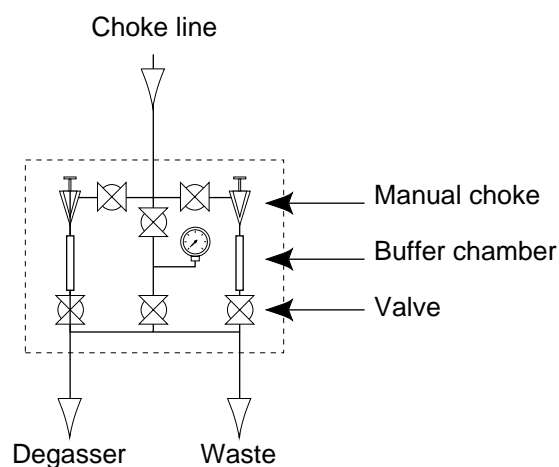 Choke line
Manual choke
Buffer chamber
Valve
Degasser
Waste